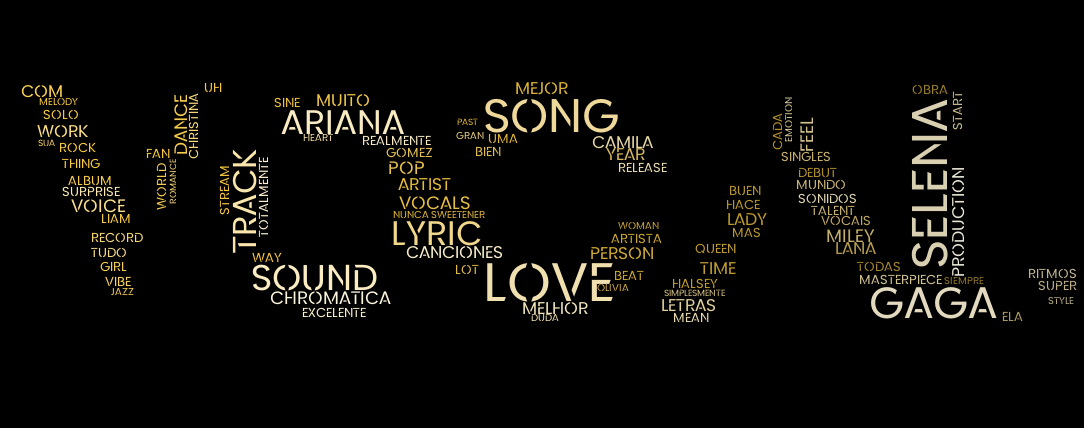 COM
MELODY
SOLO
WORK
SUA
ROCK
THING
ALBUM
SURPRISE
VOICE
LIAM
RECORD
TUDO
GIRL
VIBE
JAZZ
UH
DANCE
CHRISTINA
FAN
WORLD
ROMANCE
SINE
MUITO
ARIANA
HEART
REALMENTE
GOMEZ
POP
ARTIST
VOCALS
NUNCA SWEETENER
LYRIC
CANCIONES
LOT
STREAM
TRACK
TOTALMENTE
WAY
SOUND
CHROMATICA
EXCELENTE
MEJOR
SONG
PAST
GRAN
UMA
BIEN
CAMILA
YEAR
RELEASE
WOMAN
ARTISTA
PERSON
LOVE
BEAT
OLIVIA
MELHOR
DUDA
BUEN
HACE
LADY
MAS
QUEEN
TIME
HALSEY
SIMPLESMENTE
LETRAS
MEAN
CADA
EMOTION
FEEL
SINGLES
DEBUT
MUNDO
SONIDOS
TALENT
VOCAIS
MILEY
LANA
TODAS
MASTERPIECE
SIEMPRE
GAGA
ELA
OBRA
START
SELENA
PRODUCTION
RITMOS
SUPER
STYLE